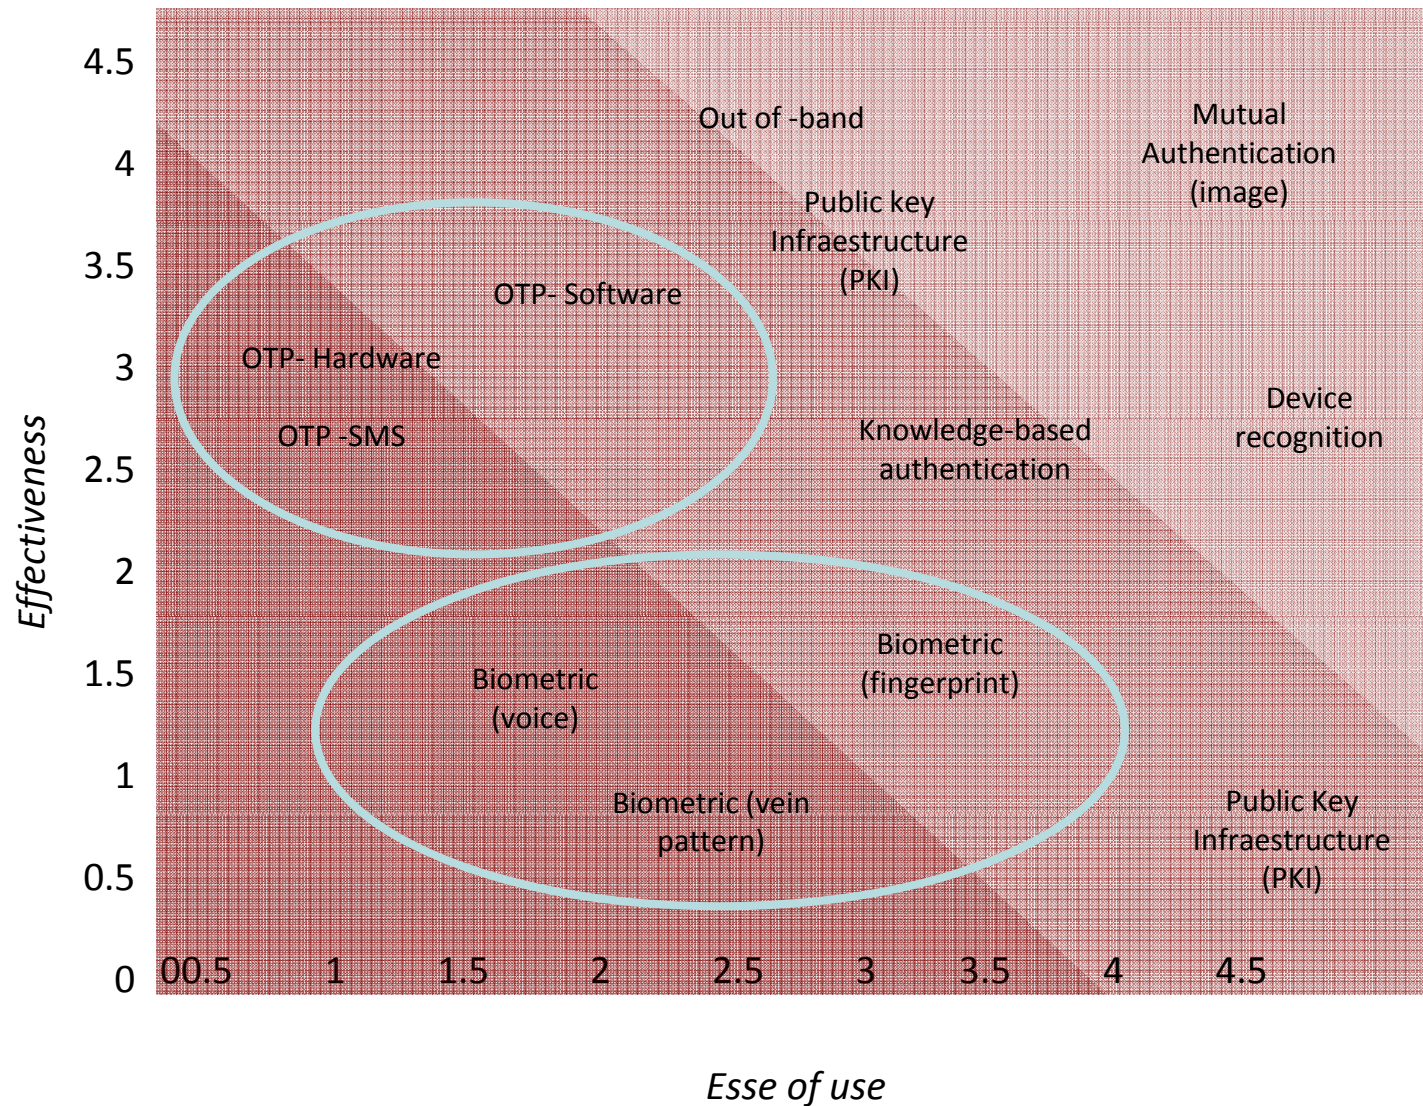 4.5
Out of -band
Mutual
Authentication
(image)
4
Public key
Infraestructure
(PKI)
3.5
OTP- Software
3
OTP- Hardware
Device
recognition
OTP -SMS
Knowledge-based
authentication
2.5
Effectiveness
2
Biometric
(fingerprint)
1.5
Biometric
(voice)
1
Biometric (vein
pattern)
Public Key
Infraestructure
(PKI)
0.5
0
00.5 1 1.5 2 2.5 3 3.5 4 4.5
Esse of use